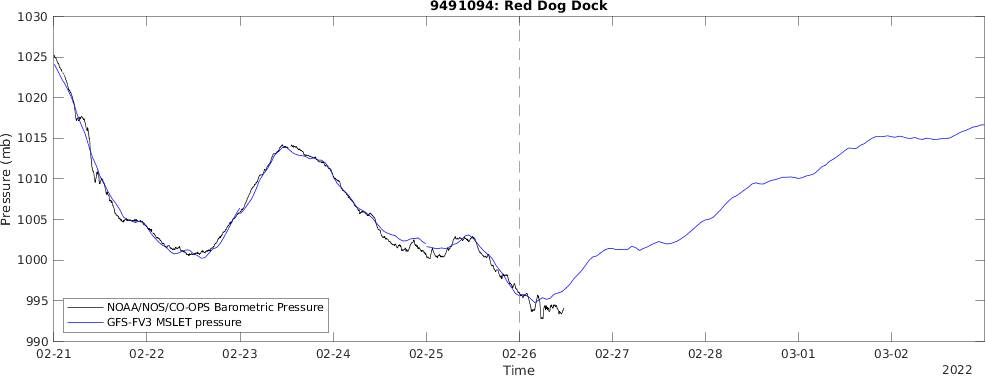 9491094: Red Dog Dock
1030
1025
1020
1015
1010
1005
1000
995
990
Pressure (mb)
NOAA/NOS/CO-OPS Barometric Pressure
GFS-FV3 MSLET pressure
02-21 02-22 02-23 02-24 02-25 02-26 02-27 02-28 03-01 03-02
Time
2022